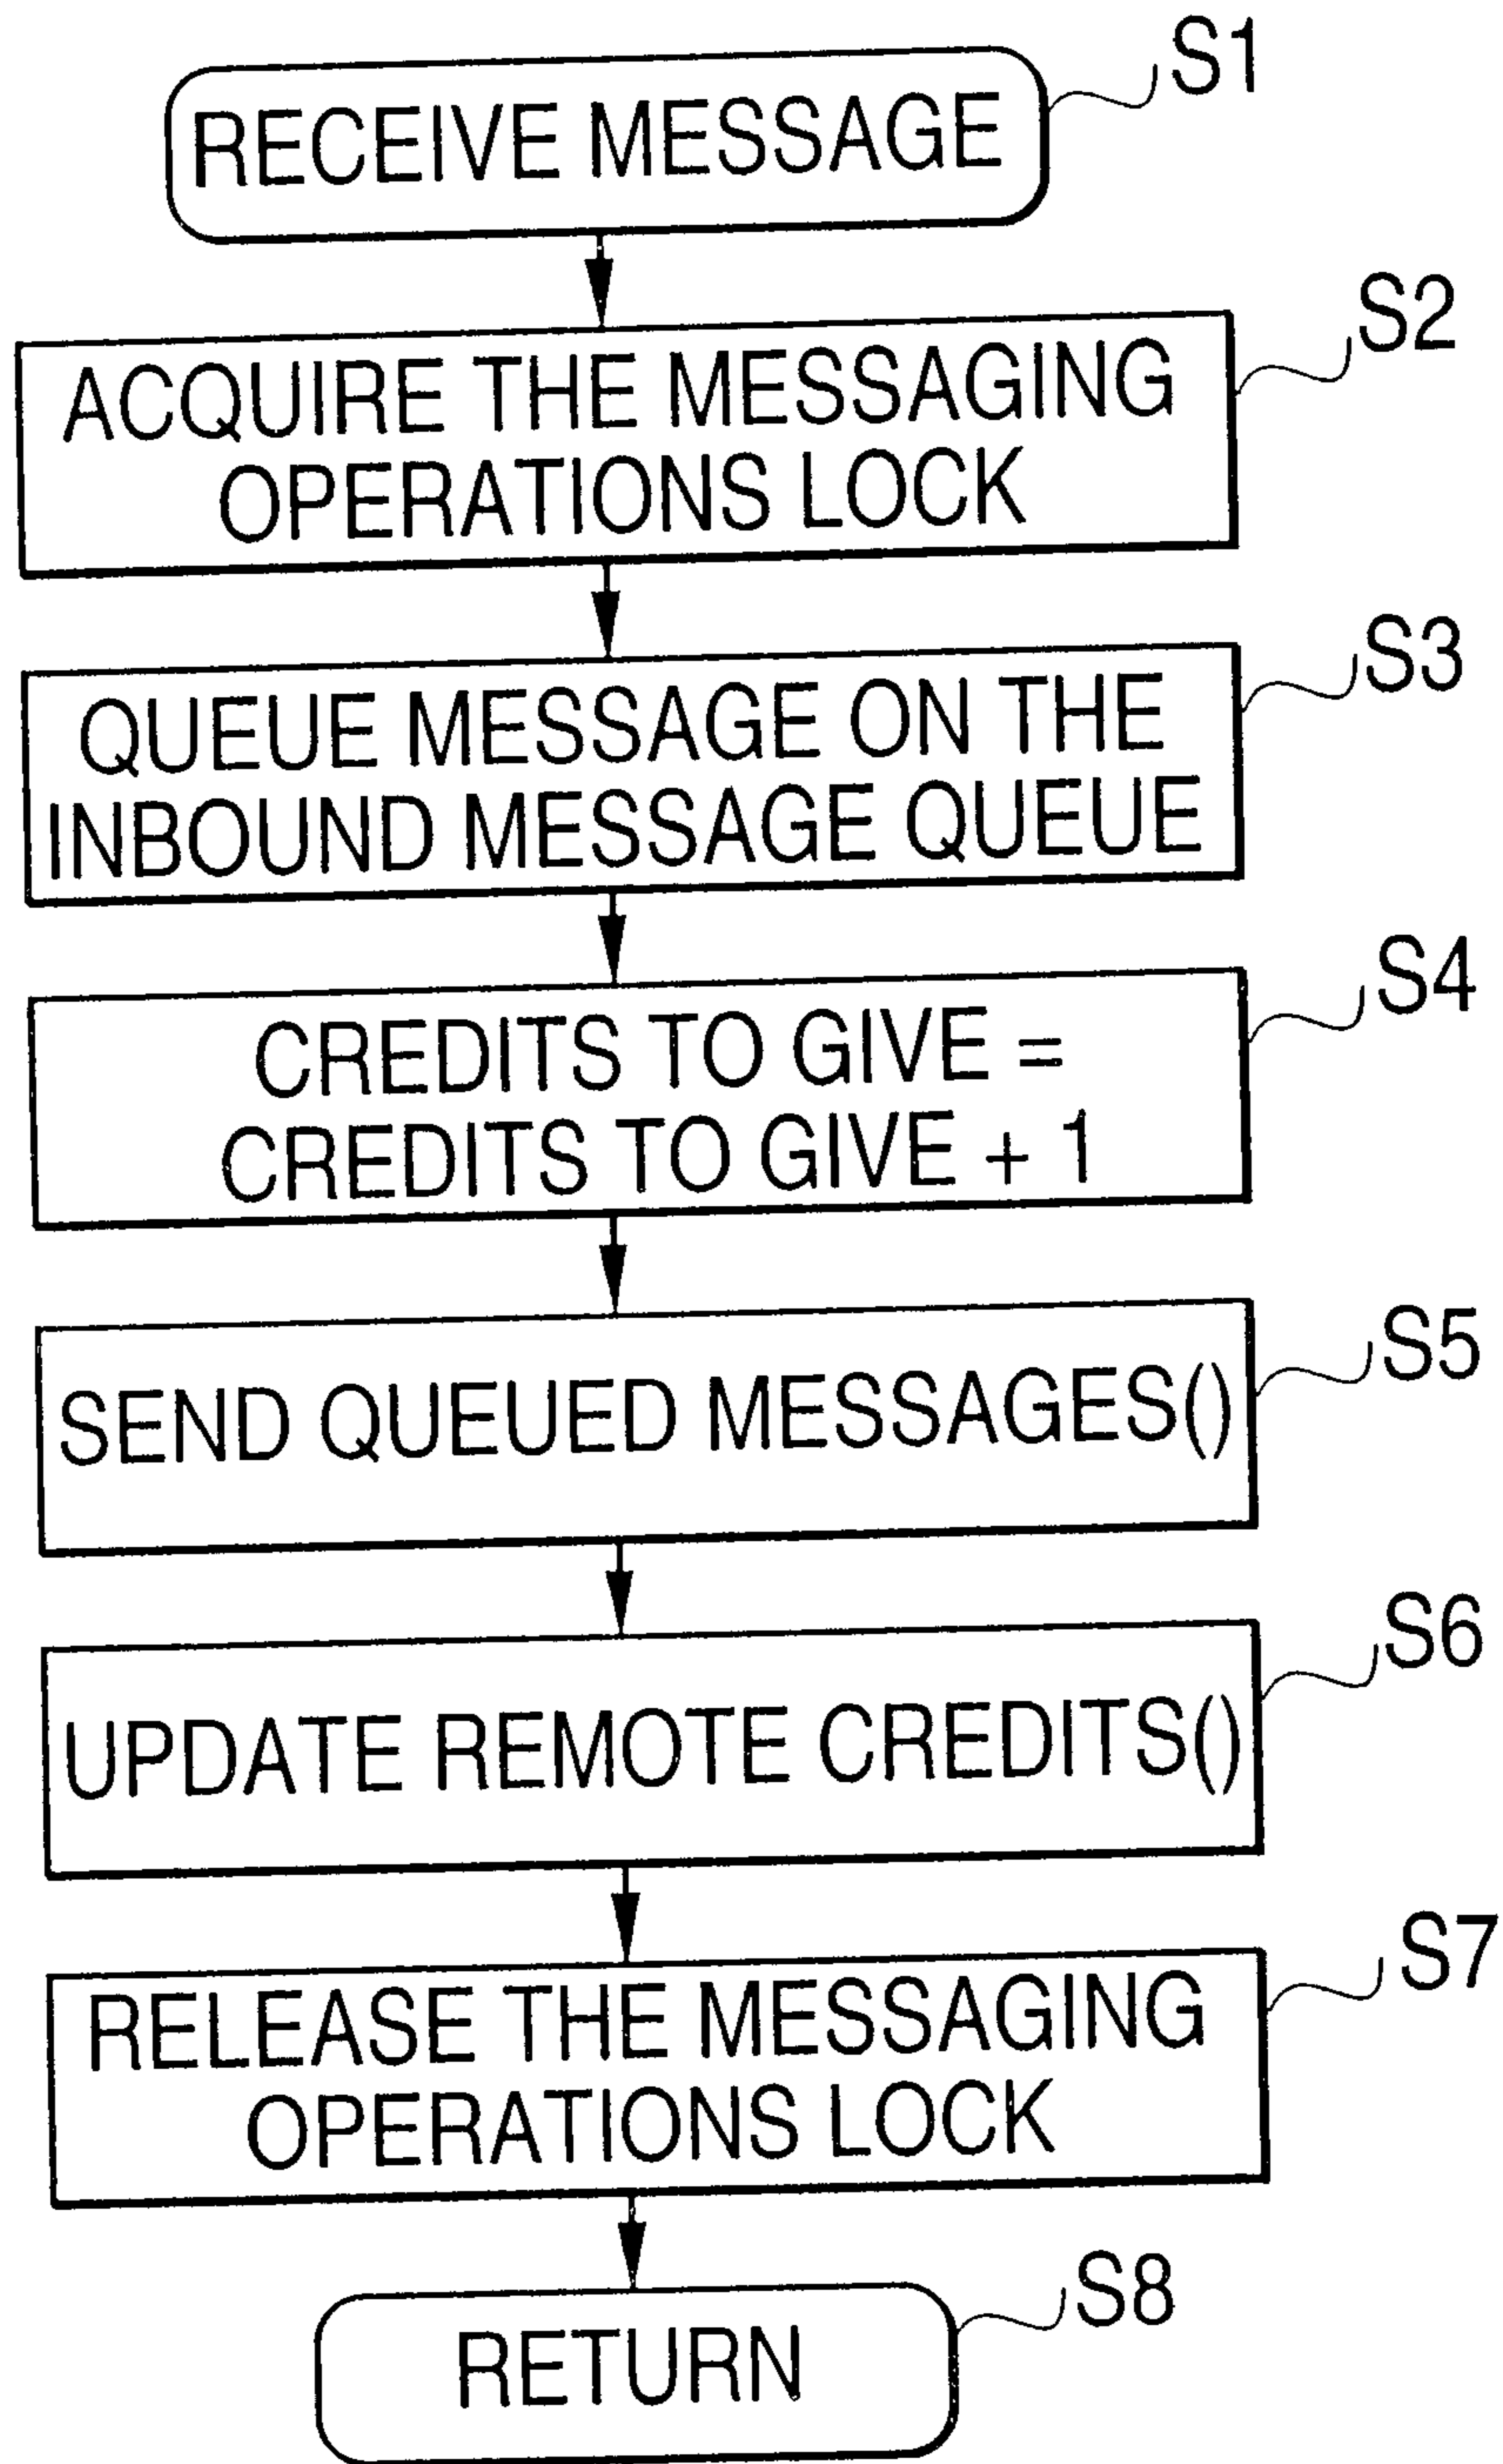 S1
RECEIVE MESSAGE
S2
ACQUIRE THE MESSAGING
OPERATIONS LOCK
S3
QUEUE MESSAGE ON THE
INBOUND MESSAGE QUEUE
S4
CREDITS TO GIVE =
CREDITS TO GIVE + 1
S5
SEND QUEUED MESSAGES()
S6
UPDATE REMOTE CREDITS()
S7
RELEASE THE MESSAGING
OPERATIONS LOCK
S8
RETURN